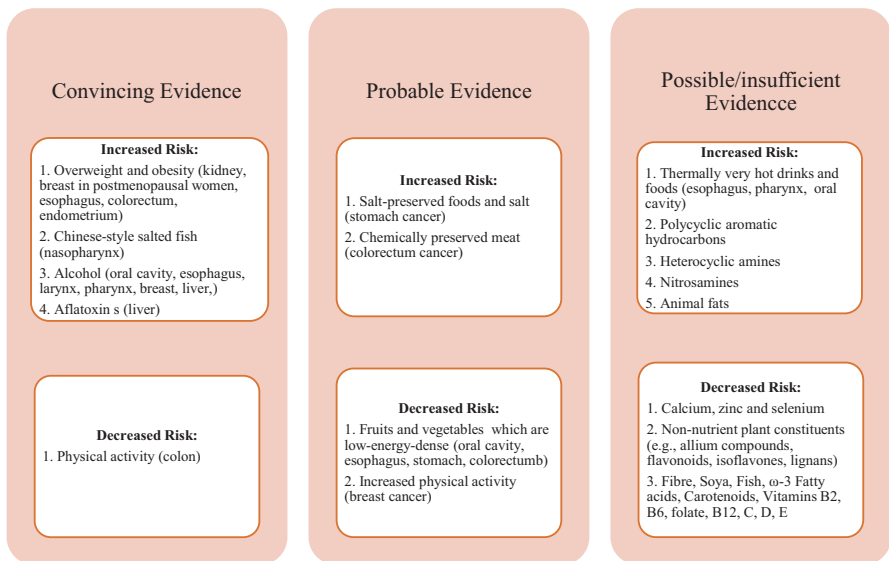 Convincing Evidence
Increased Risk:
1. Overweight and obesity (kidney,
breast in postmenopausal women,
esophagus, colorectum,
endometrium)
2. Chinese-style salted fish
(nasopharynx)
3. Alcohol (oral cavity, esophagus,
larynx, pharynx, breast, liver,)
4. Aflatoxin s (liver)
Decreased Risk:
1. Physical activity (colon)
Probable Evidence
Increased Risk:
1. Salt-preserved foods and salt
(stomach cancer)
2. Chemically preserved meat
(colorectum cancer)
Decreased Risk:
1. Fruits and vegetables which are
low-energy-dense (oral cavity,
esophagus, stomach, colorectumb)
2. Increased physical activity
(breast cancer)
Possible/insufficient
Evidencce
Increased Risk:
1. Thermally very hot drinks and
foods (esophagus, pharynx, oral
cavity)
2. Polycyclic aromatic
hydrocarbons
3. Heterocyclic amines
4. Nitrosamines
5. Animal fats
Decreased Risk:
1. Calcium, zinc and selenium
2. Non-nutrient plant constituents
(e.g., allium compounds,
flavonoids, isoflavones, lignans)
3. Fibre, Soya, Fish, ω-3 Fatty
acids, Carotenoids, Vitamins B2,
B6, folate, B12, C, D, E